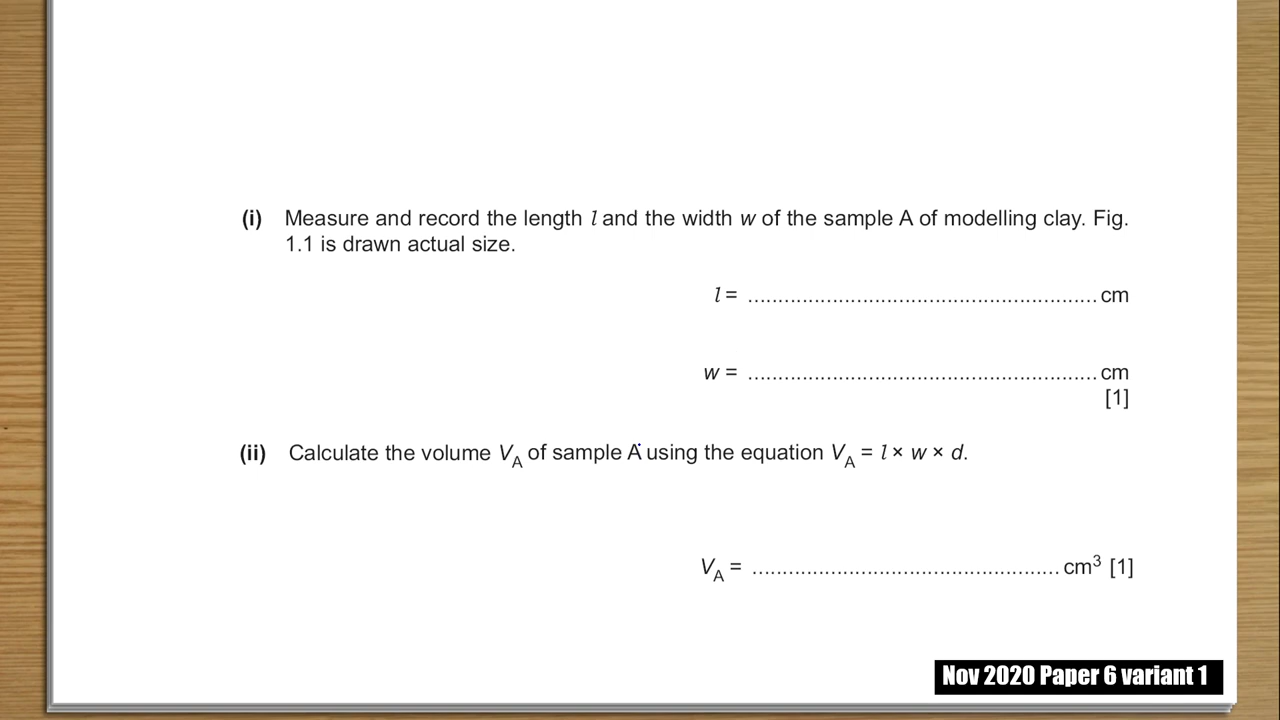 (i) Measure and record the length l and the width w of the sample A of modelling clay. Fig.
1.1 is drawn actual size.
l = .......................................................... cm
w = .......................................................... cm
[1]
(ii) Calculate the volume VA of sample A using the equation VA = l × w × d.
VA = ................................................... cm³ [1]
Nov 2020 Paper 6 variant 1